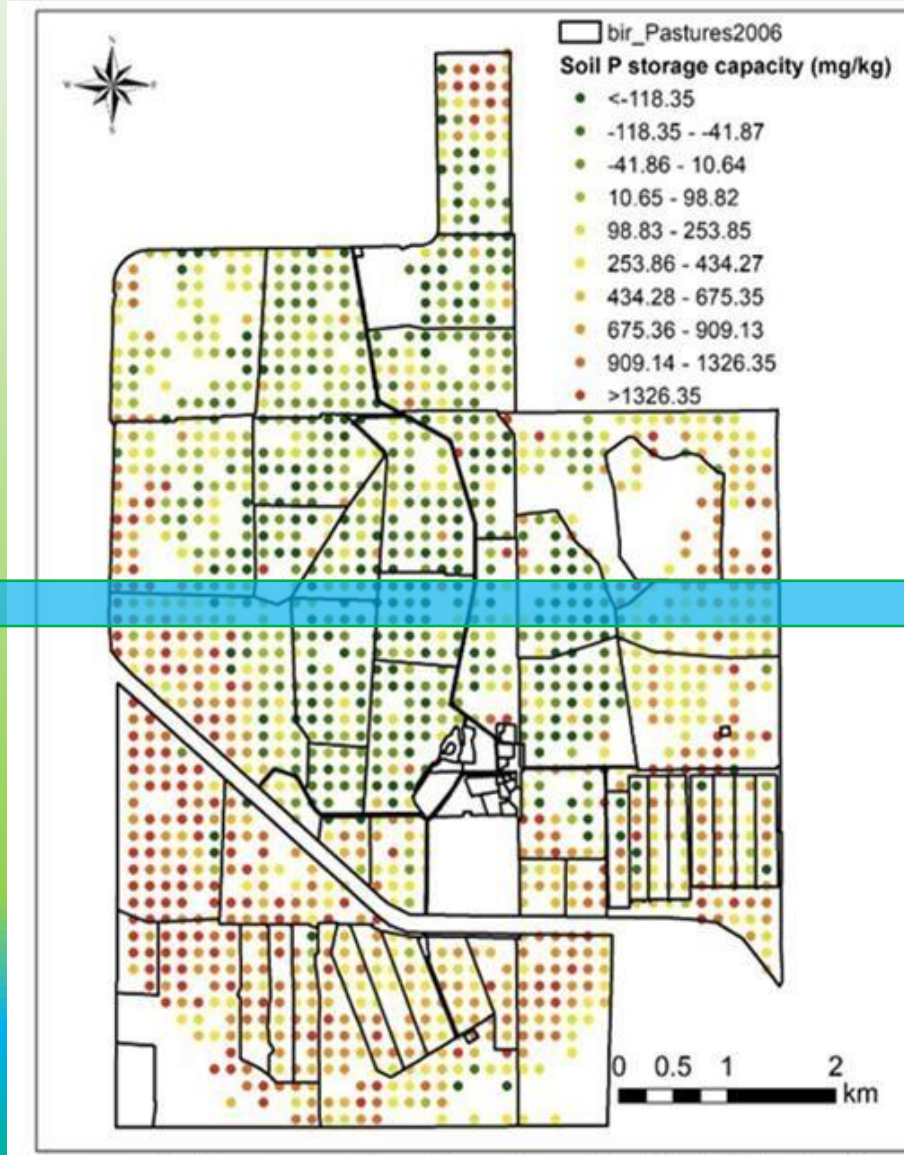 bir_Pastures2006
Soil P storage capacity (mg/kg)
<-118.35
-118.35 - -41.87
-41.86 - 10.64
10.65 - 98.82
98.83 - 253.85
253.86 - 434.27
434.28 - 675.35
675.36 - 909.13
909.14 - 1326.35
>1326.35
0 0.5 1 2
km